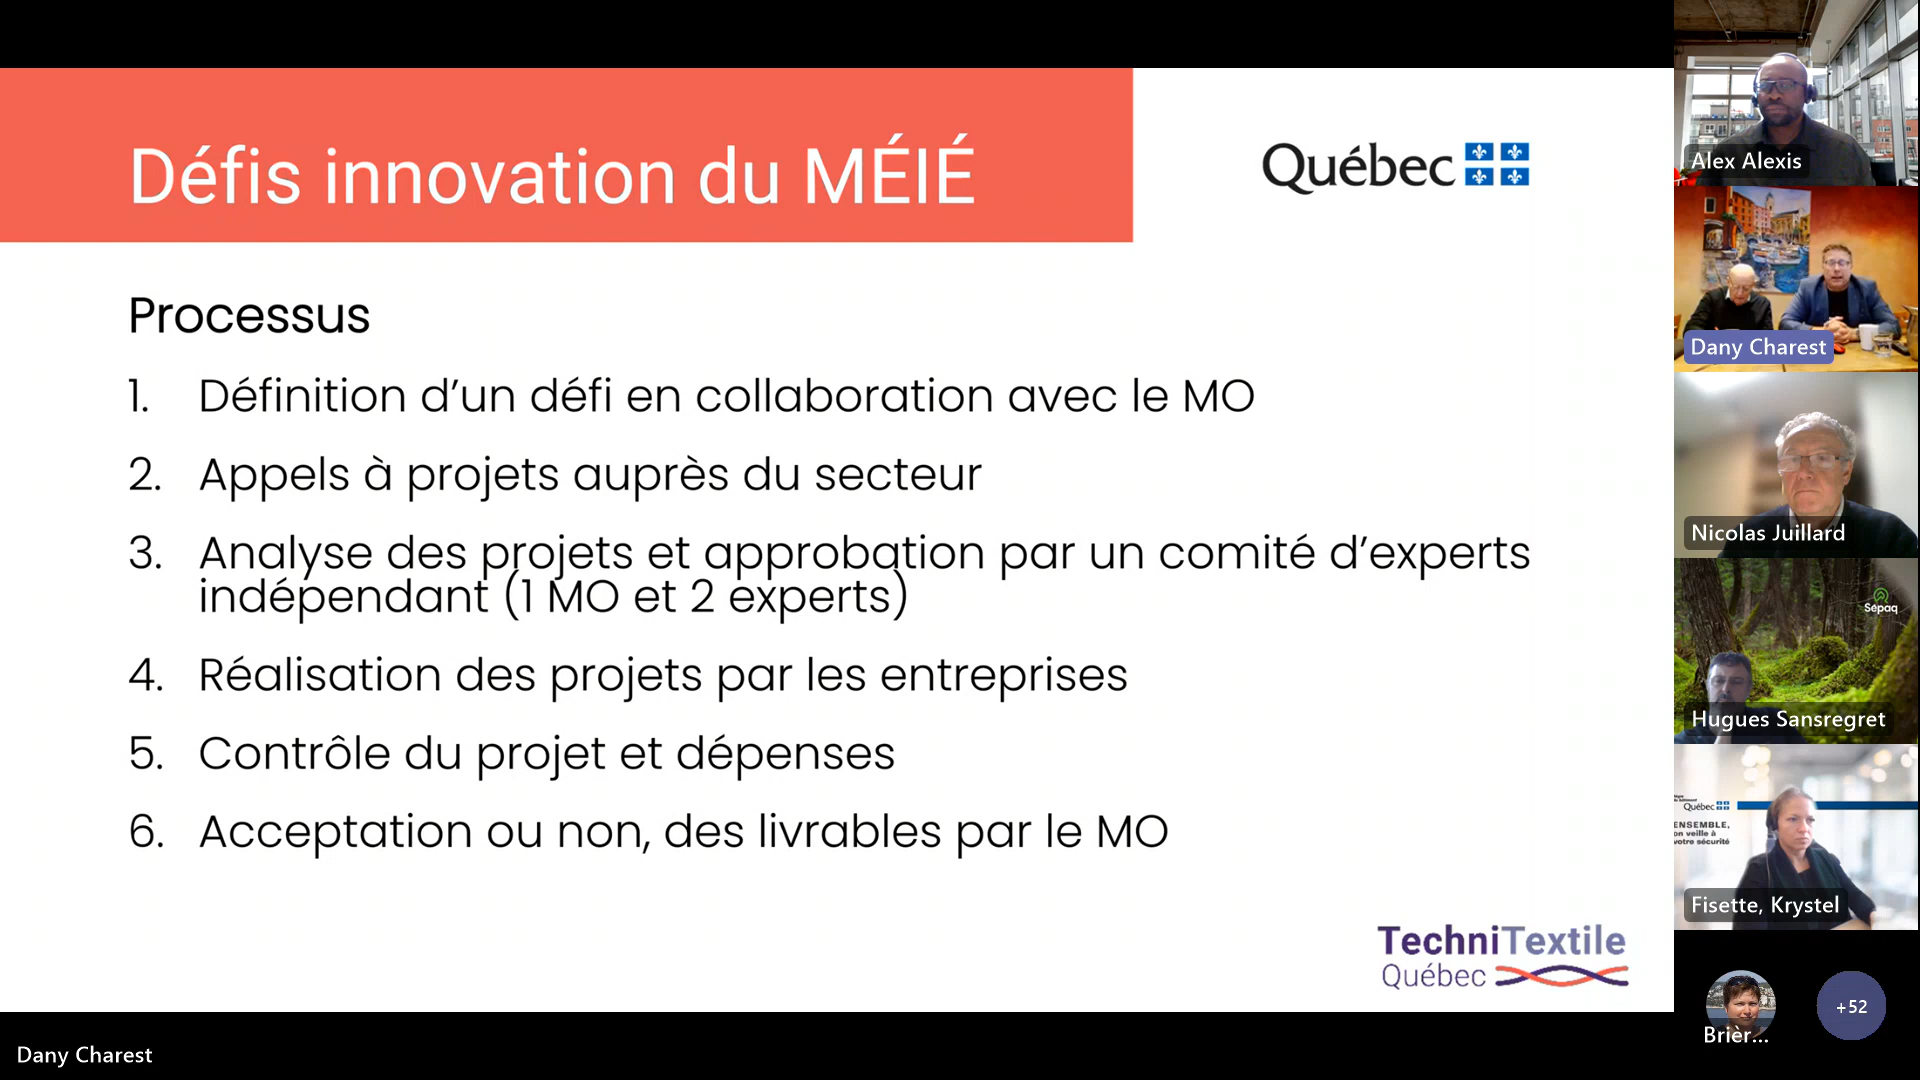 Défis innovation du MÉIÉ
Québec
Processus
1. Définition d’un défi en collaboration avec le MO
2. Appels à projets auprès du secteur
3. Analyse des projets et approbation par un comité d’experts
indépendant (1 MO et 2 experts)
4. Réalisation des projets par les entreprises
5. Contrôle du projet et dépenses
6. Acceptation ou non, des livrables par le MO
TechniTextile
Québec
Dany Charest
Alex Alexis
Dany Charest
Nicolas Juillard
Sépaq
Hugues Sansregret
Québec
ENSEMBLE,
on veille à
votre sécurité
Fisette, Krystel
Brièr...
+52